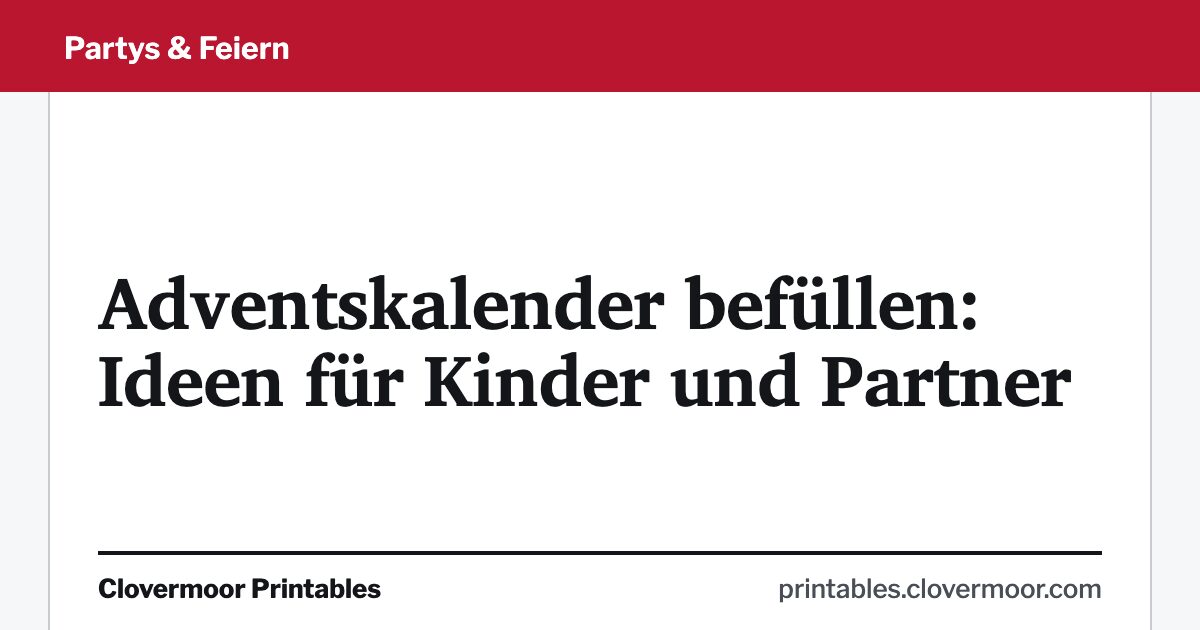 Partys & Feiern
Adventskalender befüllen:
Ideen für Kinder und Partner
Clovermoor Printables
printables.clovermoor.com